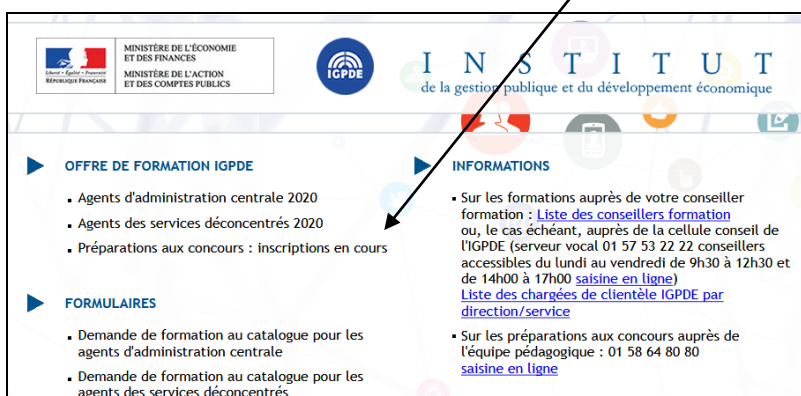 MINISTÈRE DE L'ÉCONOMIE
ET DES FINANCES
MINISTÈRE DE L'ACTION
ET DES COMPTES PUBLICS
Liberté • Égalité • Fraternité
RÉPUBLIQUE FRANÇAISE
IGPDE
INSTITUT
de la gestion publique et du développement économique
OFFRE DE FORMATION IGPDE
▪ Agents d'administration centrale 2020
▪ Agents des services déconcentrés 2020
▪ Préparations aux concours : inscriptions en cours
FORMULAIRES
▪ Demande de formation au catalogue pour les
agents d'administration centrale
▪ Demande de formation au catalogue pour les
agents des services déconcentrés
INFORMATIONS
▪ Sur les formations auprès de votre conseiller
formation : Liste des conseillers formation
ou, le cas échéant, auprès de la cellule conseil de
l'IGPDE (serveur vocal 01 57 53 22 22 conseillers
accessibles du lundi au vendredi de 9h30 à 12h30 et
de 14h00 à 17h00 saisine en ligne)
Liste des chargées de clientèle IGPDE par
direction/service
▪ Sur les préparations aux concours auprès de
l'équipe pédagogique : 01 58 64 80 80
saisine en ligne